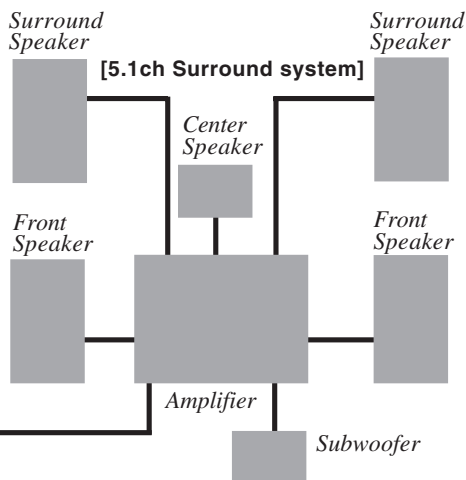 Surround
Speaker
Surround
Speaker
[5.1ch Surround system]
Center
Speaker
Front
Speaker
Front
Speaker
Amplifier
Subwoofer